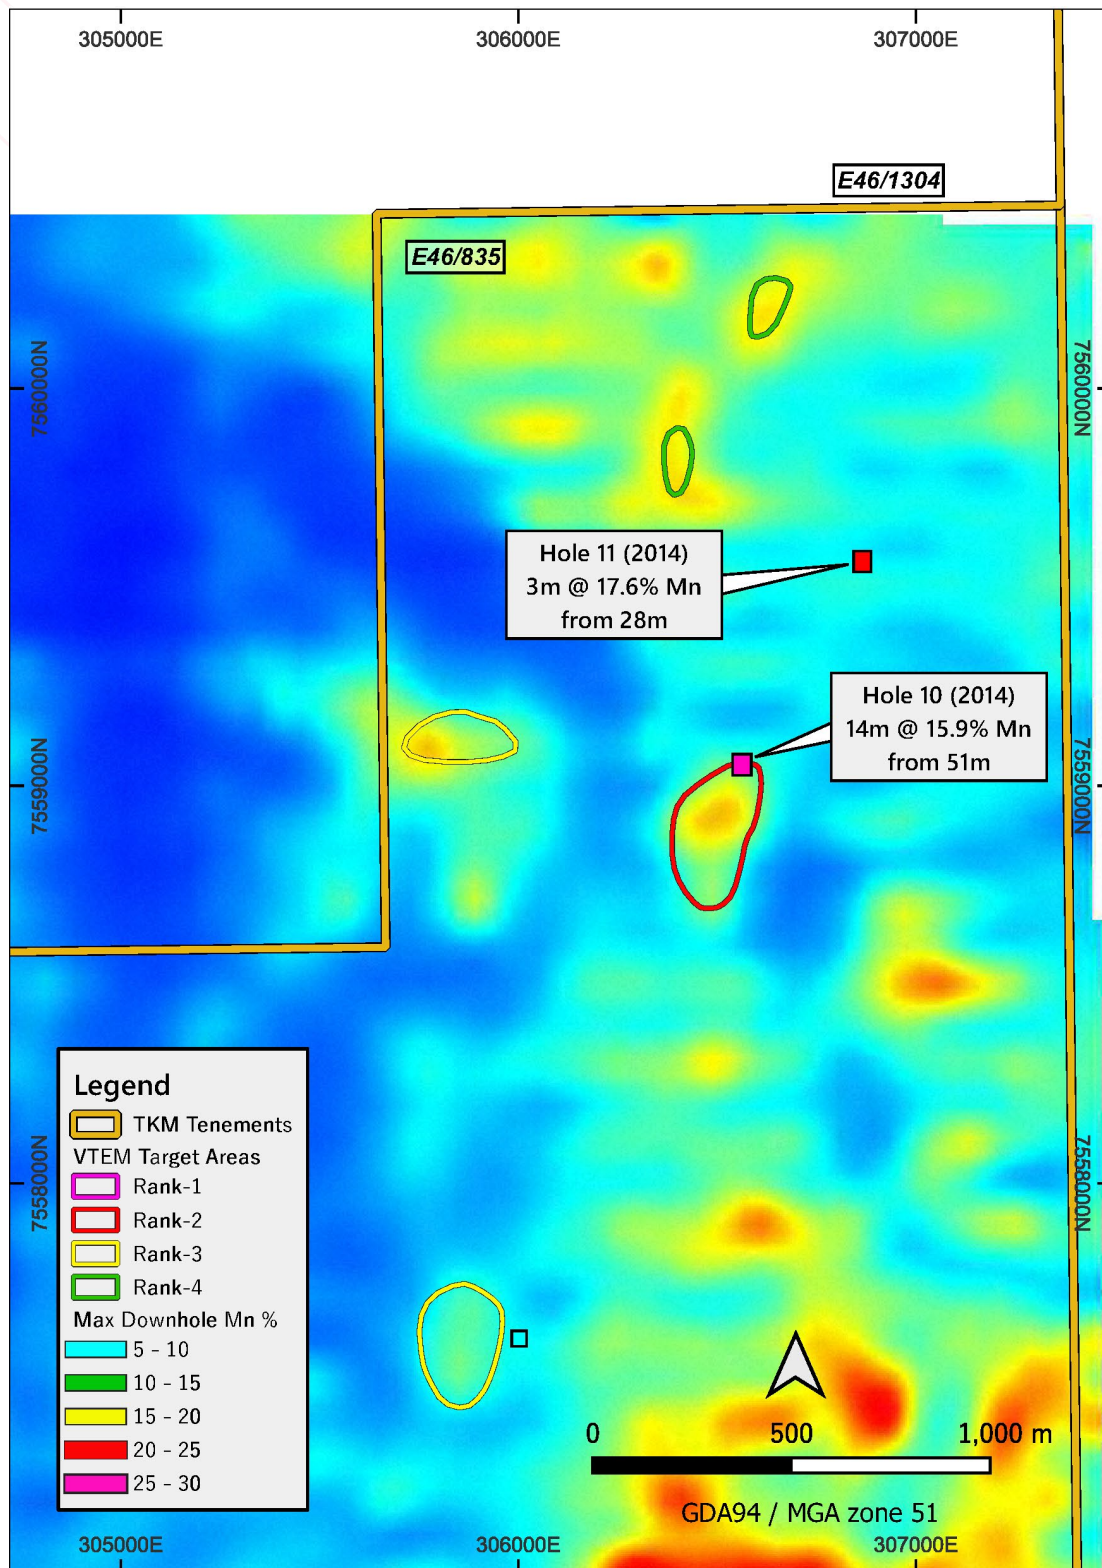 305000E
306000E
307000E
E46/1304
E46/835
7560000N
7560000N
Hole 11 (2014)
3m @ 17.6% Mn
from 28m
Hole 10 (2014)
14m @ 15.9% Mn
from 51m
7559000N
7559000N
Legend
TKM Tenements
VTEM Target Areas
Rank-1
Rank-2
Rank-3
Rank-4
Max Downhole Mn %
5 - 10
10 - 15
15 - 20
20 - 25
25 - 30
7558000N
7558000N
0
500
1,000 m
GDA94 / MGA zone 51
305000E
306000E
307000E